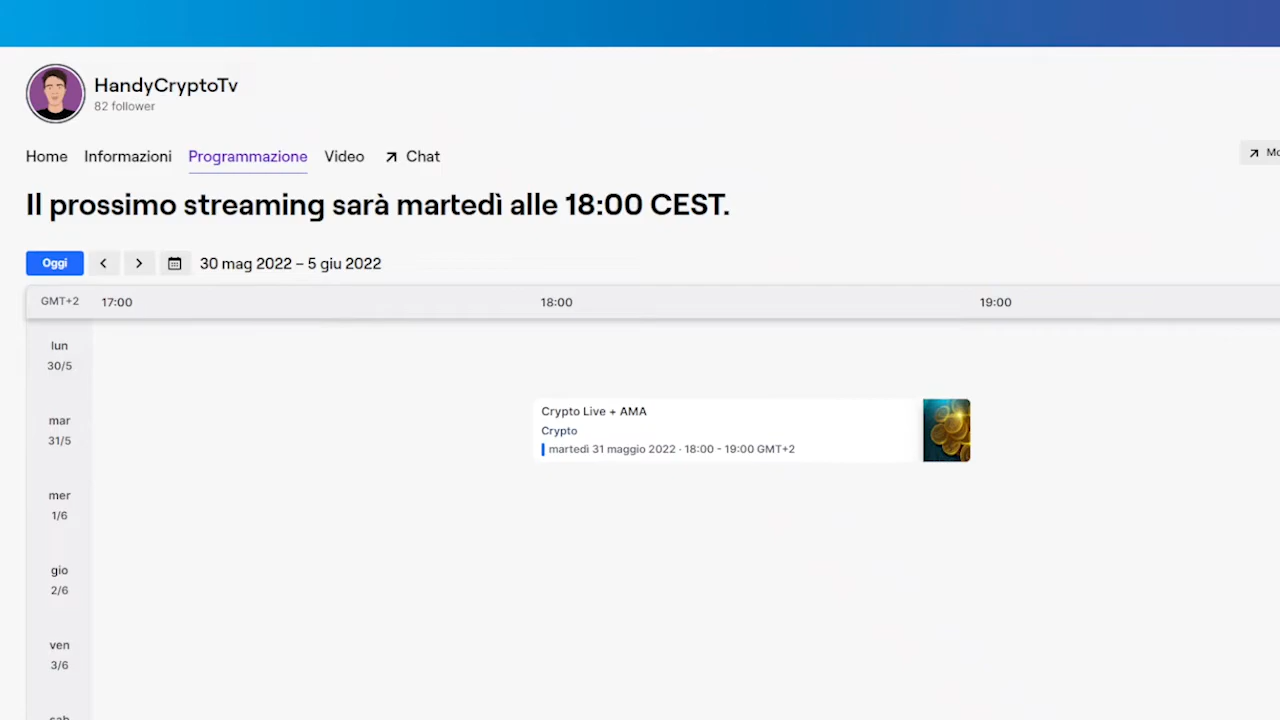 HandyCryptoTv
82 follower
Home Informazioni Programmazione Video Chat
Il prossimo streaming sarà martedì alle 18:00 CEST.
Oggi 30 mag 2022 – 5 giu 2022
GMT+2 17:00 18:00 19:00
lun
30/5
mar
31/5
Crypto Live + AMA
Crypto
martedì 31 maggio 2022 · 18:00 - 19:00 GMT+2
mer
1/6
gio
2/6
ven
3/6